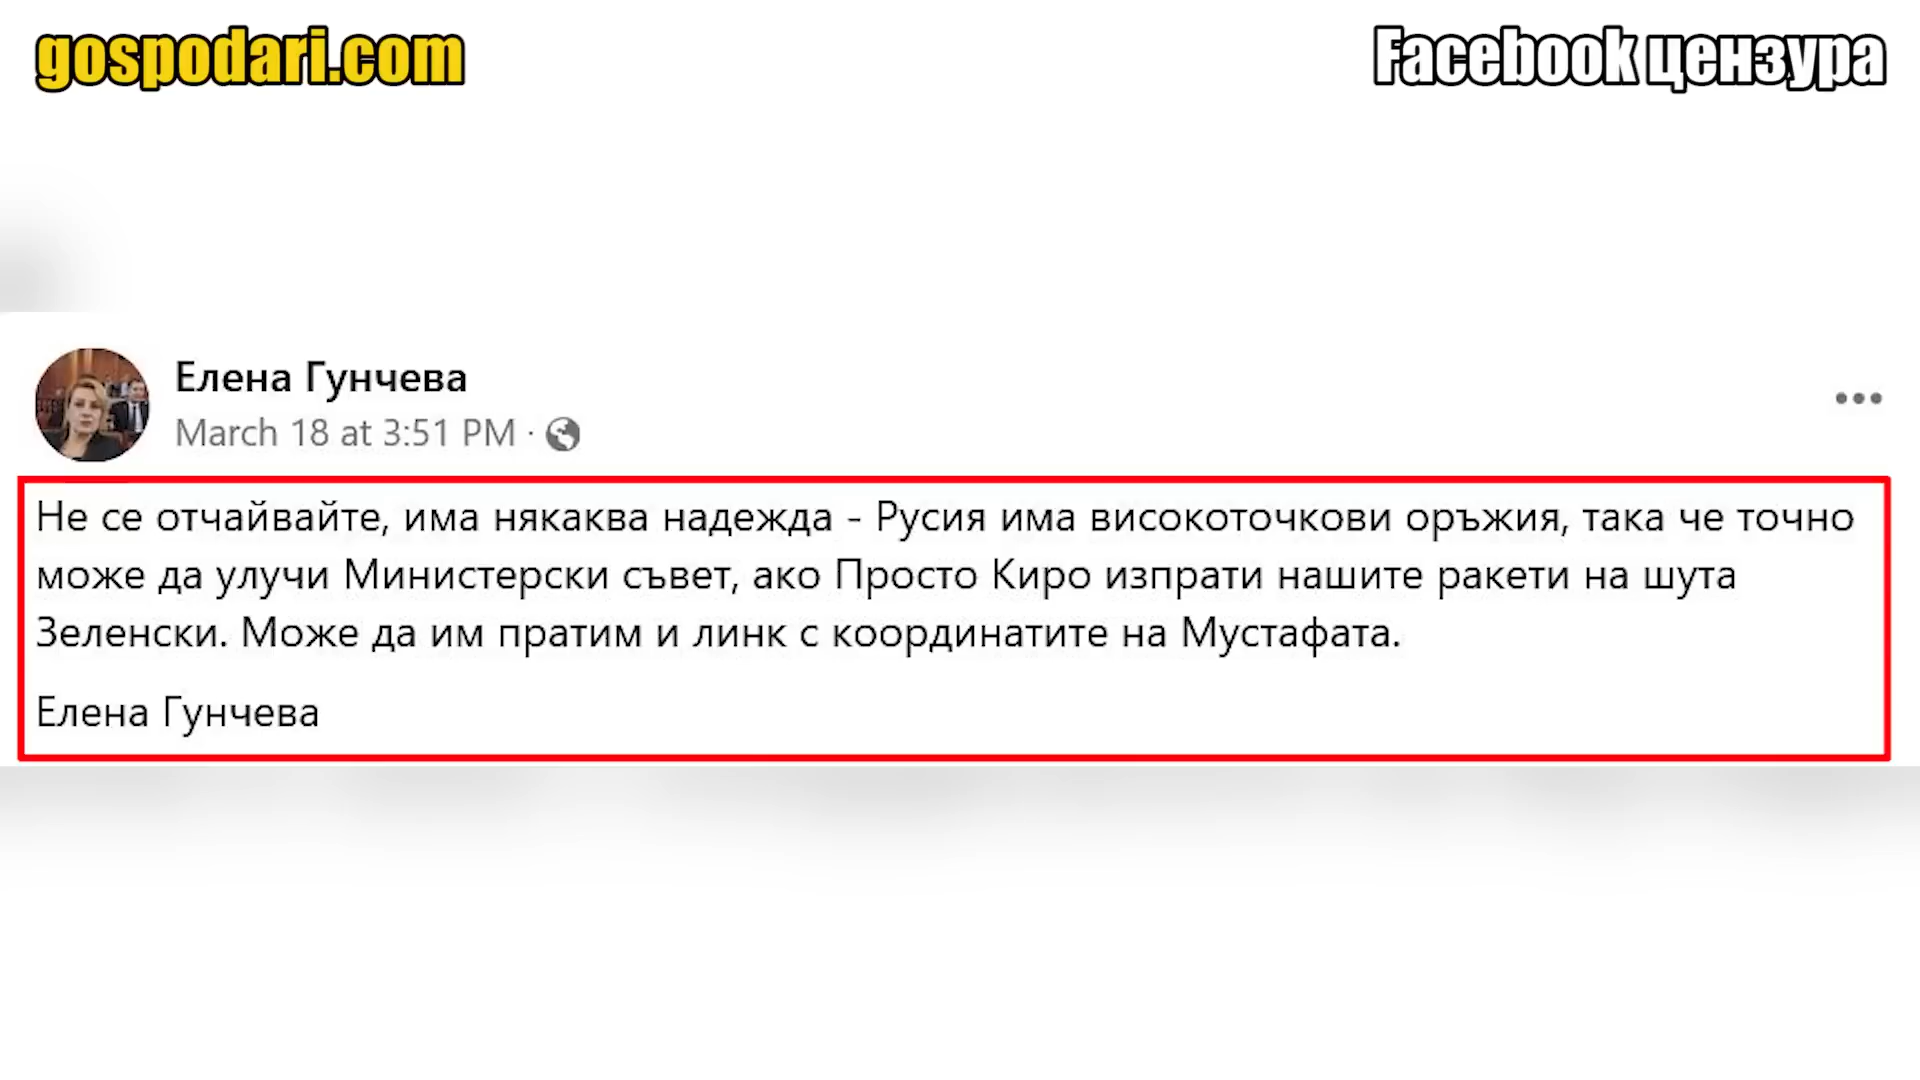 gospodari.com
Facebook цензура
Елена Гунчева
March 18 at 3:51 PM ·
Не се отчайвайте, има някаква надежда - Русия има високоточкови оръжия, така че точно
може да улучи Министерски съвет, ако Просто Киро изпрати нашите ракети на шута
Зеленски. Може да им пратим и линк с координатите на Мустафата.
Елена Гунчева